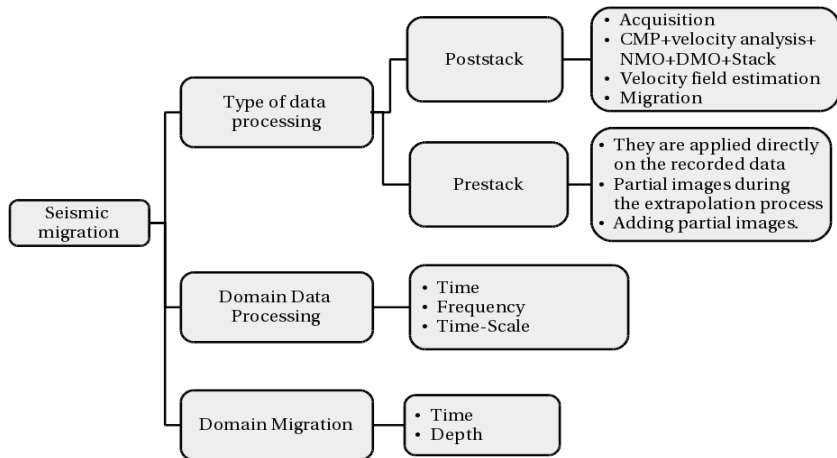 Seismic
migration
Type of data
processing
Poststack
• Acquisition
• CMP+velocity analysis+
NMO+DMO+Stack
• Velocity field estimation
• Migration
Prestack
• They are applied directly
on the recorded data
• Partial images during
the extrapolation process
• Adding partial images.
Domain Data
Processing
• Time
• Frequency
• Time-Scale
Domain Migration
• Time
• Depth